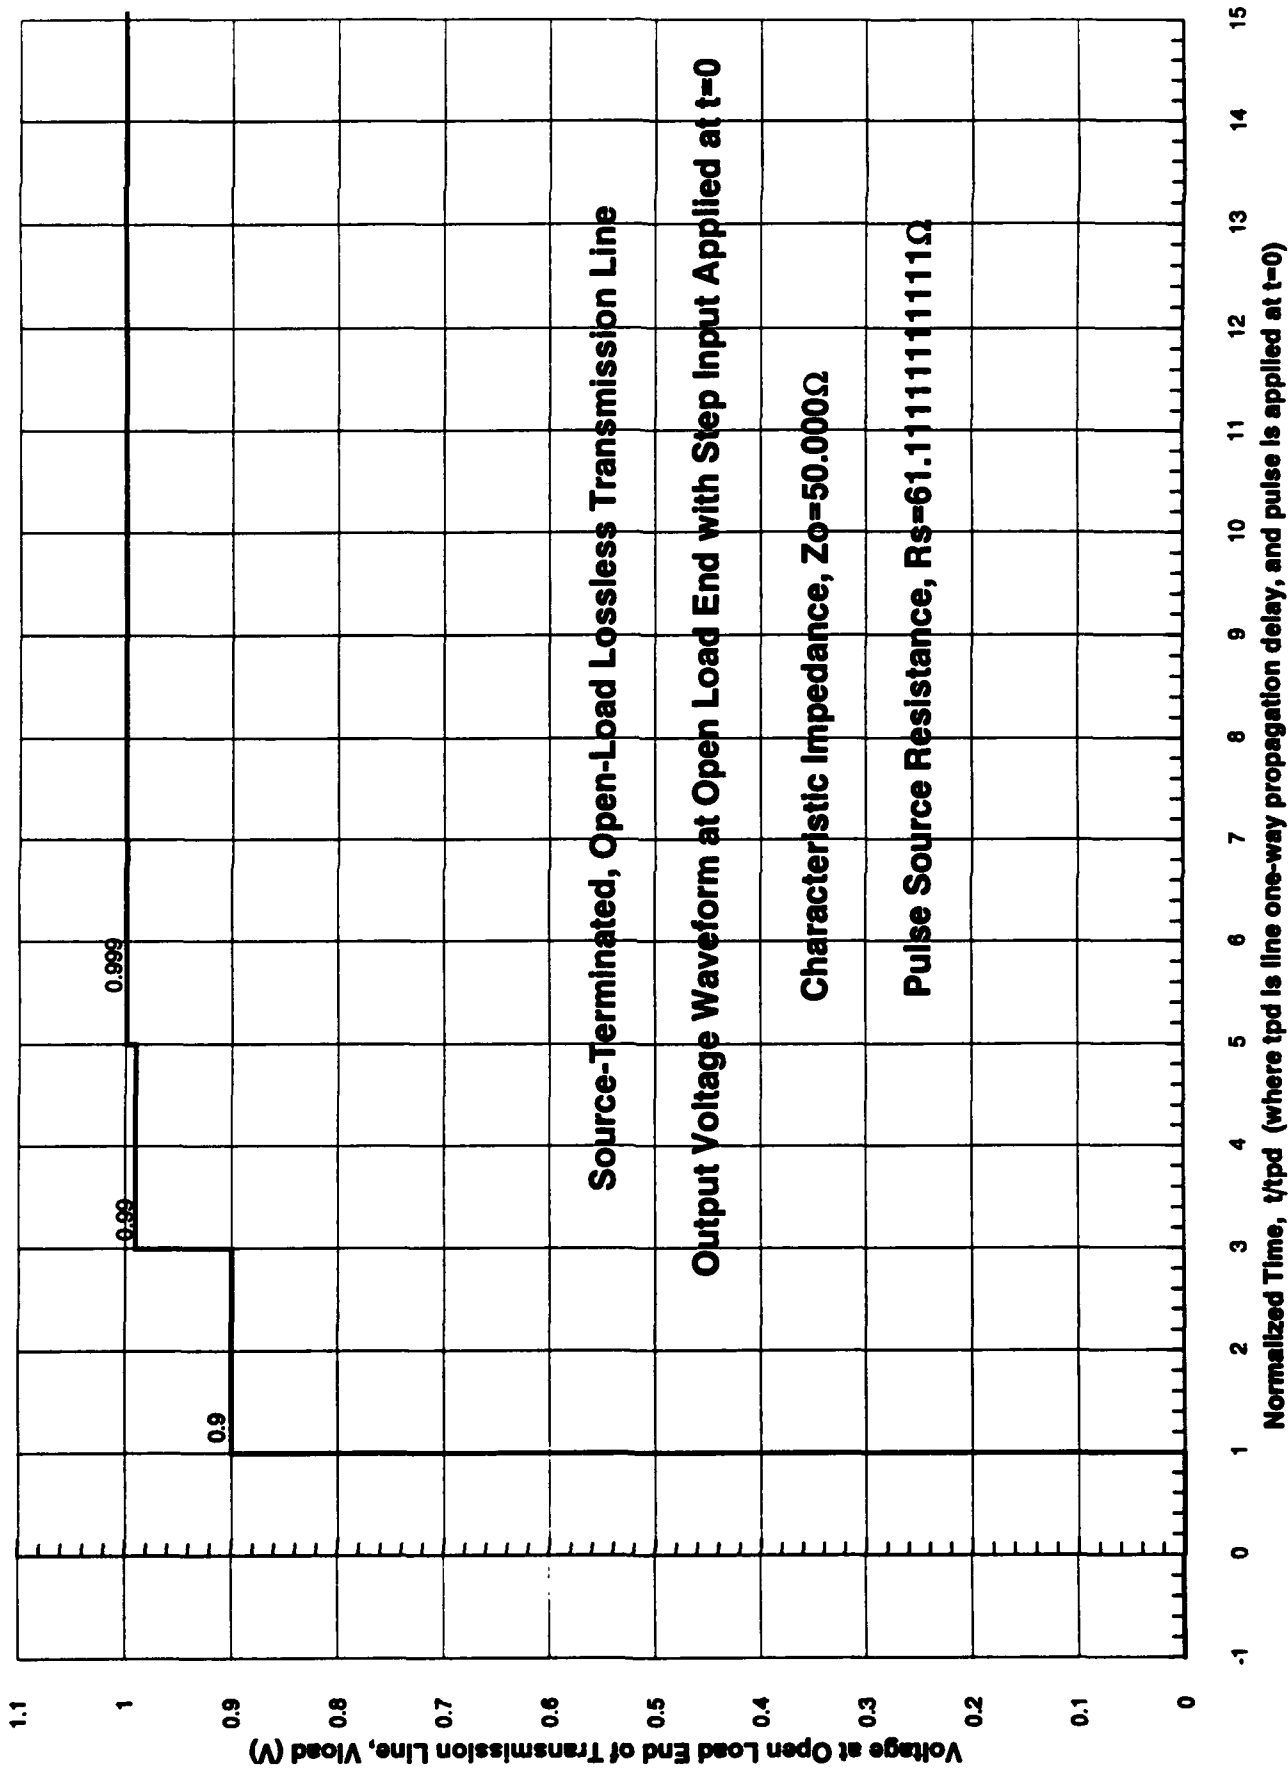 1.1
1
0.9
0.8
0.7
0.6
0.5
0.4
0.3
0.2
0.1
0
Voltage at Open Load End of Transmission Line, Vload (V)
0.9
0.99
0.999
Source-Terminated, Open-Load Lossless Transmission Line
Output Voltage Waveform at Open Load End with Step Input Applied at t=0
Characteristic Impedance, Zo=50.000Ω
Pulse Source Resistance, Rs=61.11111111111Ω
-1 0 1 2 3 4 5 6 7 8 9 10 11 12 13 14 15
Normalized Time, t/tpd (where tpd is line one-way propagation delay, and pulse is applied at t=0)